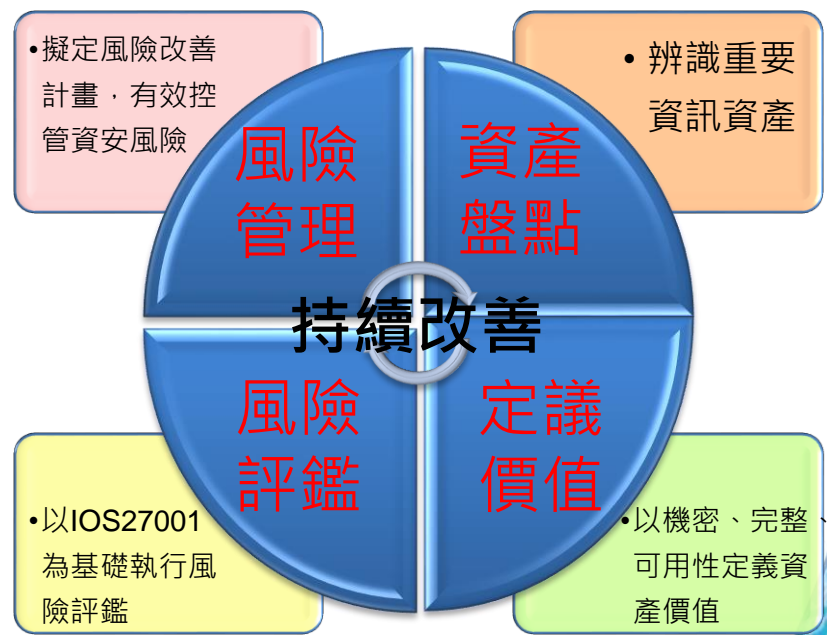 •擬定風險改善
計畫，有效控
管資安風險
• 辨識重要
資訊資產
風險
管理
資產
盤點
持續改善
風險
評鑑
定議
價值
•以IOS27001
為基礎執行風
險評鑑
•以機密、完整、
可用性定義資
產價值